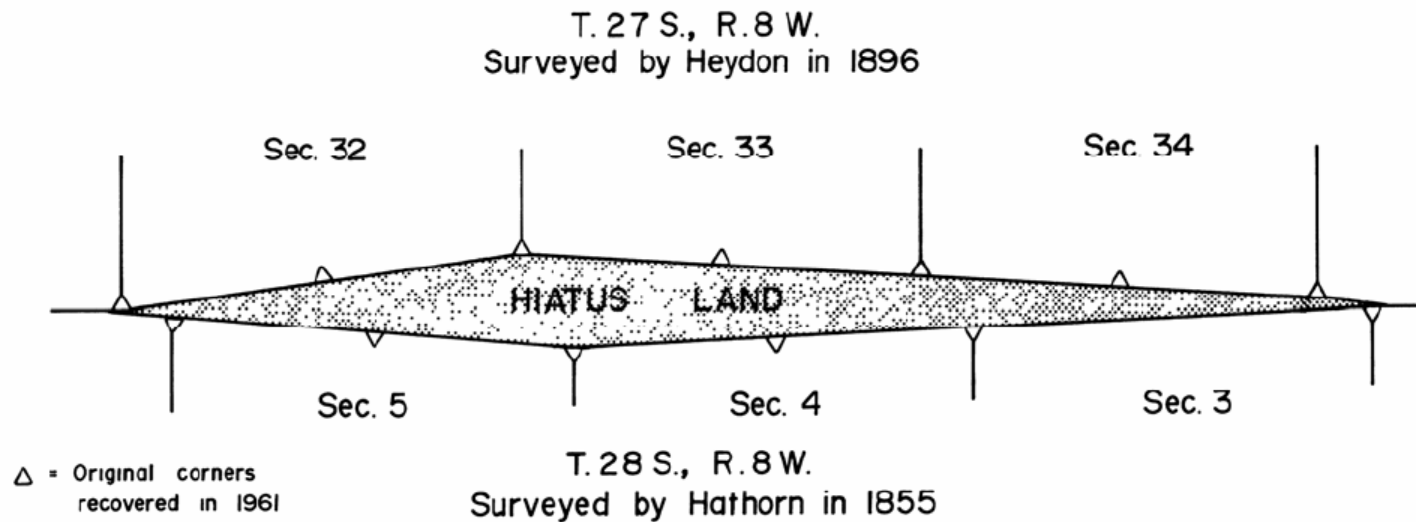 T. 27 S., R. 8 W.
Surveyed by Heydon in 1896
Sec. 32
Sec. 33
Sec. 34
HIATUS LAND
Sec. 5
Sec. 4
Sec. 3
T. 28 S., R. 8 W.
Surveyed by Hathorn in 1855
△ = Original corners
recovered in 1961